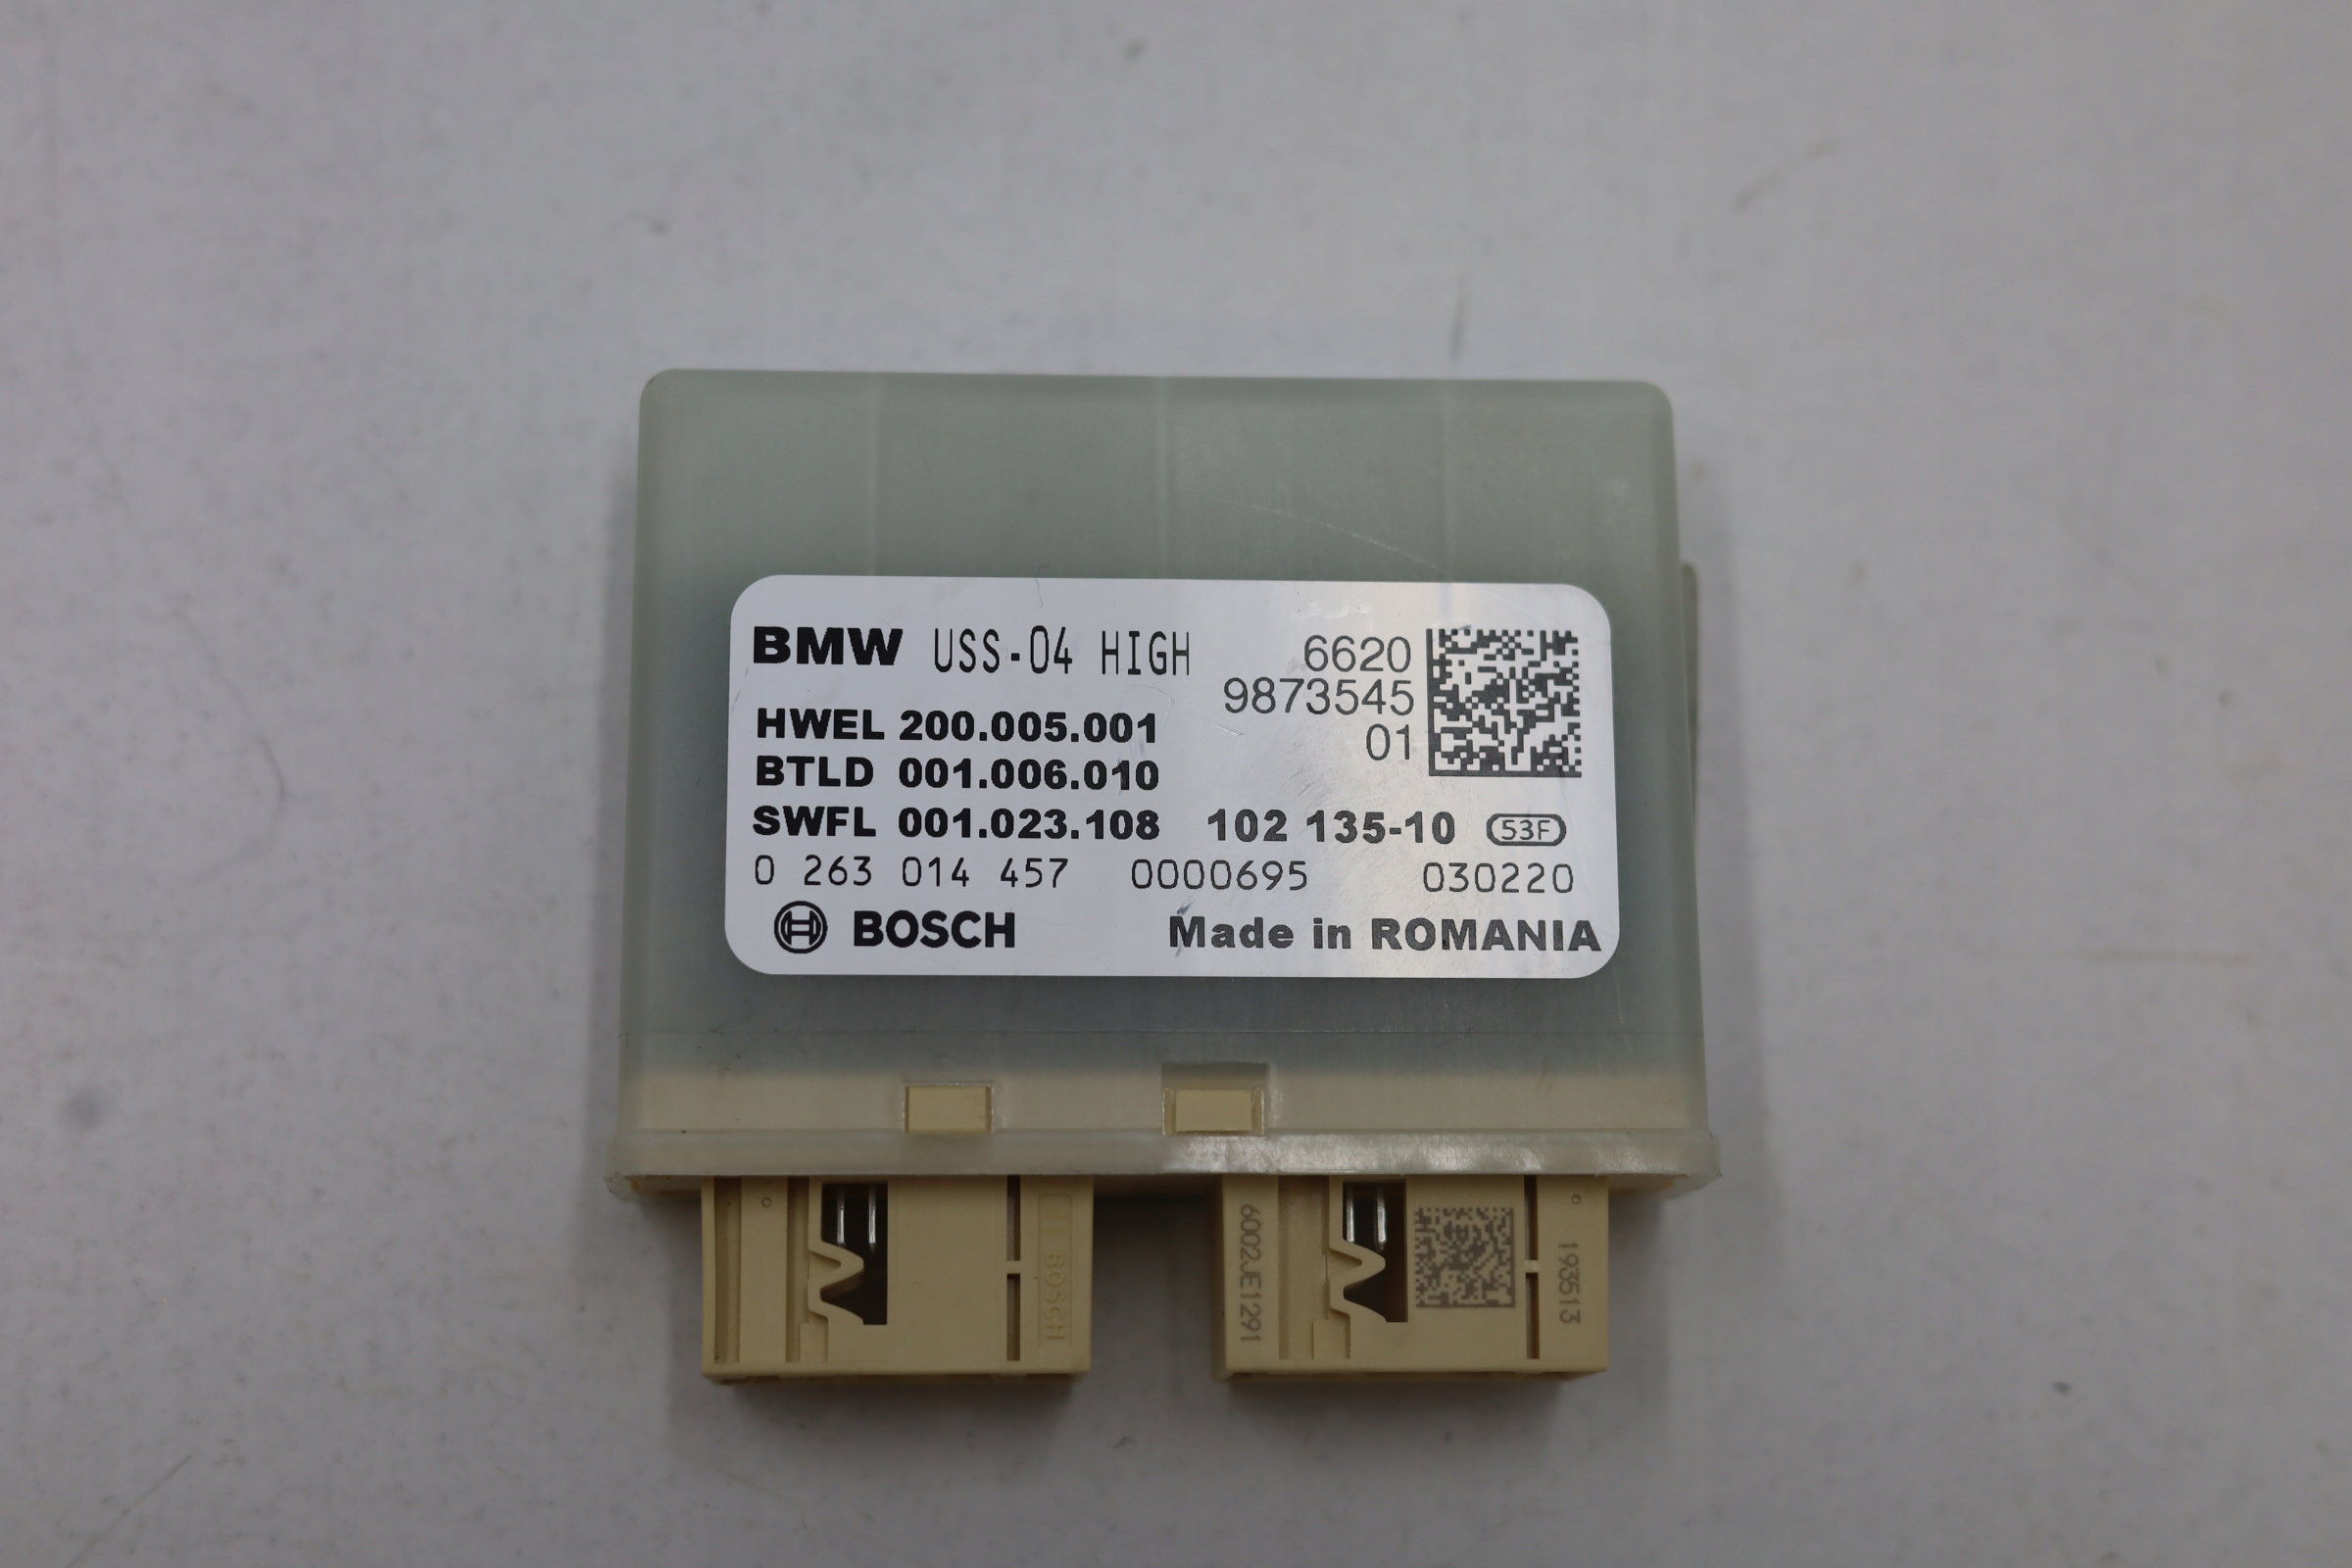 BMW USS-04 HIGH
6620
9873545
01
HWEL 200.005.001
BTLD 001.006.010
SWFL 001.023.108 102 135-10 53F
0 263 014 457 0000695 030220
BOSCH Made in ROMANIA
BOSCH
6002JE1291
193513